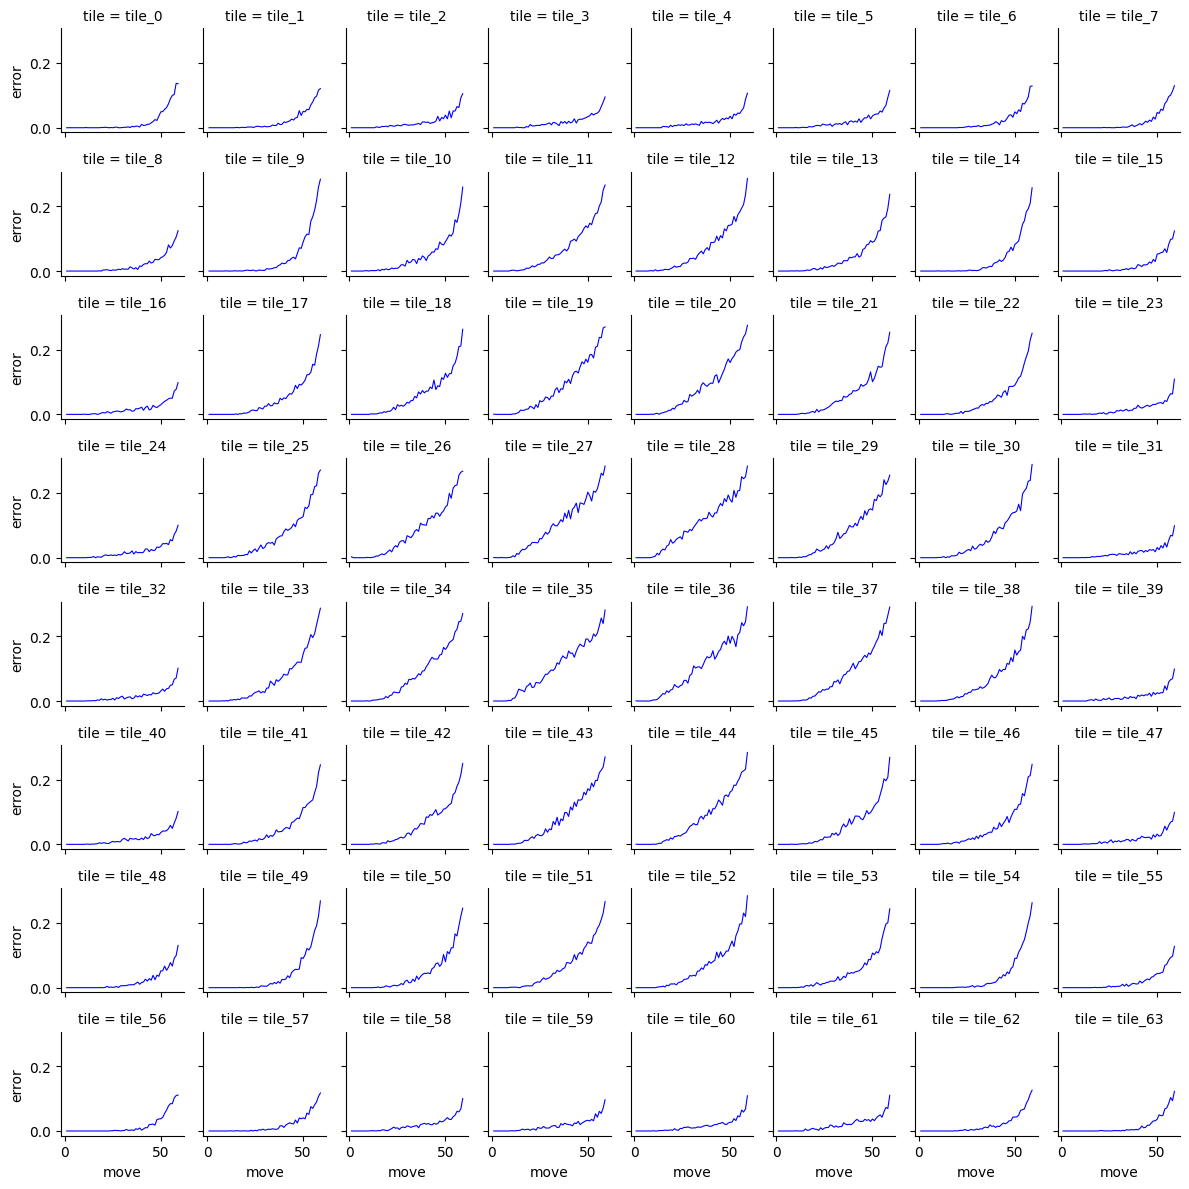 tile = tile_0 tile = tile_1 tile = tile_2 tile = tile_3 tile = tile_4 tile = tile_5 tile = tile_6 tile = tile_7
0.2
error
0.0
tile = tile_8 tile = tile_9 tile = tile_10 tile = tile_11 tile = tile_12 tile = tile_13 tile = tile_14 tile = tile_15
0.2
error
0.0
tile = tile_16 tile = tile_17 tile = tile_18 tile = tile_19 tile = tile_20 tile = tile_21 tile = tile_22 tile = tile_23
0.2
error
0.0
tile = tile_24 tile = tile_25 tile = tile_26 tile = tile_27 tile = tile_28 tile = tile_29 tile = tile_30 tile = tile_31
0.2
error
0.0
tile = tile_32 tile = tile_33 tile = tile_34 tile = tile_35 tile = tile_36 tile = tile_37 tile = tile_38 tile = tile_39
0.2
error
0.0
tile = tile_40 tile = tile_41 tile = tile_42 tile = tile_43 tile = tile_44 tile = tile_45 tile = tile_46 tile = tile_47
0.2
error
0.0
tile = tile_48 tile = tile_49 tile = tile_50 tile = tile_51 tile = tile_52 tile = tile_53 tile = tile_54 tile = tile_55
0.2
error
0.0
tile = tile_56 tile = tile_57 tile = tile_58 tile = tile_59 tile = tile_60 tile = tile_61 tile = tile_62 tile = tile_63
0.2
error
0.0
0 50 0 50 0 50 0 50 0 50 0 50 0 50 0 50
move move move move move move move move